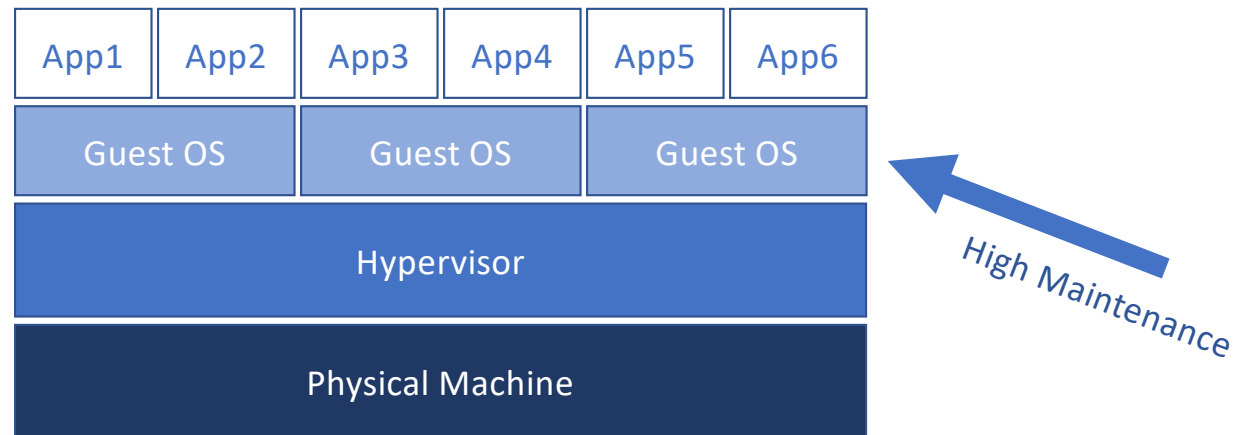 App1 App2 App3 App4 App5 App6
Guest OS Guest OS Guest OS
Hypervisor
High Maintenance
Physical Machine